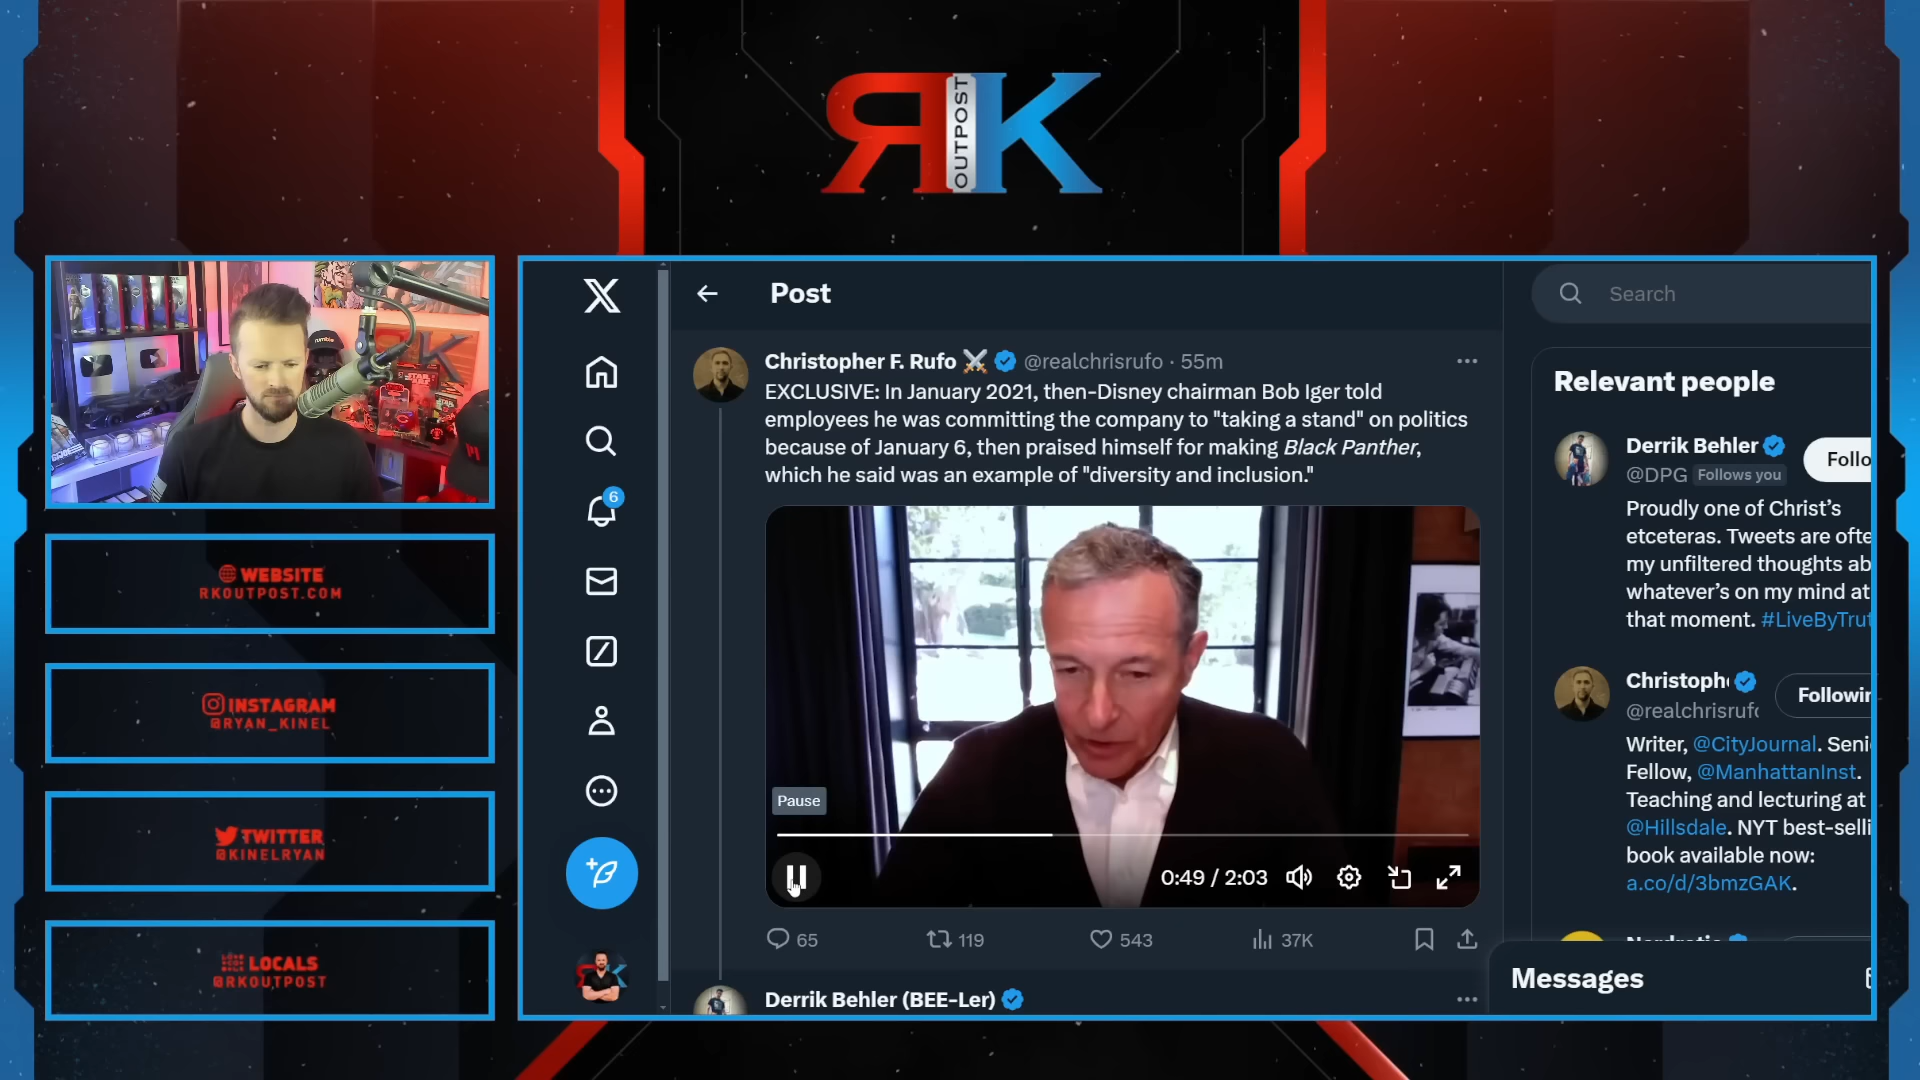 RK
OUTPOST
WEBSITE
RKOUTPOST.COM
INSTAGRAM
@RYAN_KINEL
TWITTER
@KINELRYAN
LOCALS
@RKOUTPOST
6
Post
Christopher F. Rufo ⚔️ @realchrisrufo · 55m
EXCLUSIVE: In January 2021, then-Disney chairman Bob Iger told
employees he was committing the company to "taking a stand" on politics
because of January 6, then praised himself for making Black Panther,
which he said was an example of "diversity and inclusion."
Pause
0:49 / 2:03
65 119 543 37K
Derrik Behler (BEE-Ler)
Search
Relevant people
Derrik Behler
@DPG Follows you
Follo
Proudly one of Christ's
etceteras. Tweets are ofte
my unfiltered thoughts ab
whatever's on my mind at
that moment. #LiveByTrut
Christoph
@realchrisrufo
Followin
Writer, @CityJournal. Seni
Fellow, @ManhattanInst.
Teaching and lecturing at
@Hillsdale. NYT best-selli
book available now:
a.co/d/3bmzGAK.
Messages